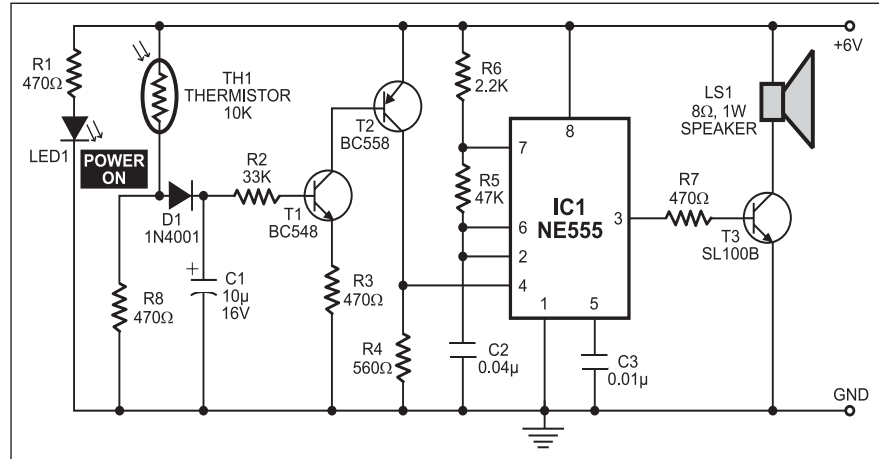 R1
470Ω
LED1
POWER
ON
TH1
THERMISTOR
10K
D1
1N4001
R8
470Ω
+
C1
10µ
16V
R2
33K
T1
BC548
T2
BC558
R3
470Ω
R4
560Ω
R6
2.2K
R5
47K
C2
0.04µ
7
6
2
4
8
IC1
NE555
3
1
5
C3
0.01µ
R7
470Ω
T3
SL100B
LS1
8Ω, 1W
SPEAKER
+6V
GND